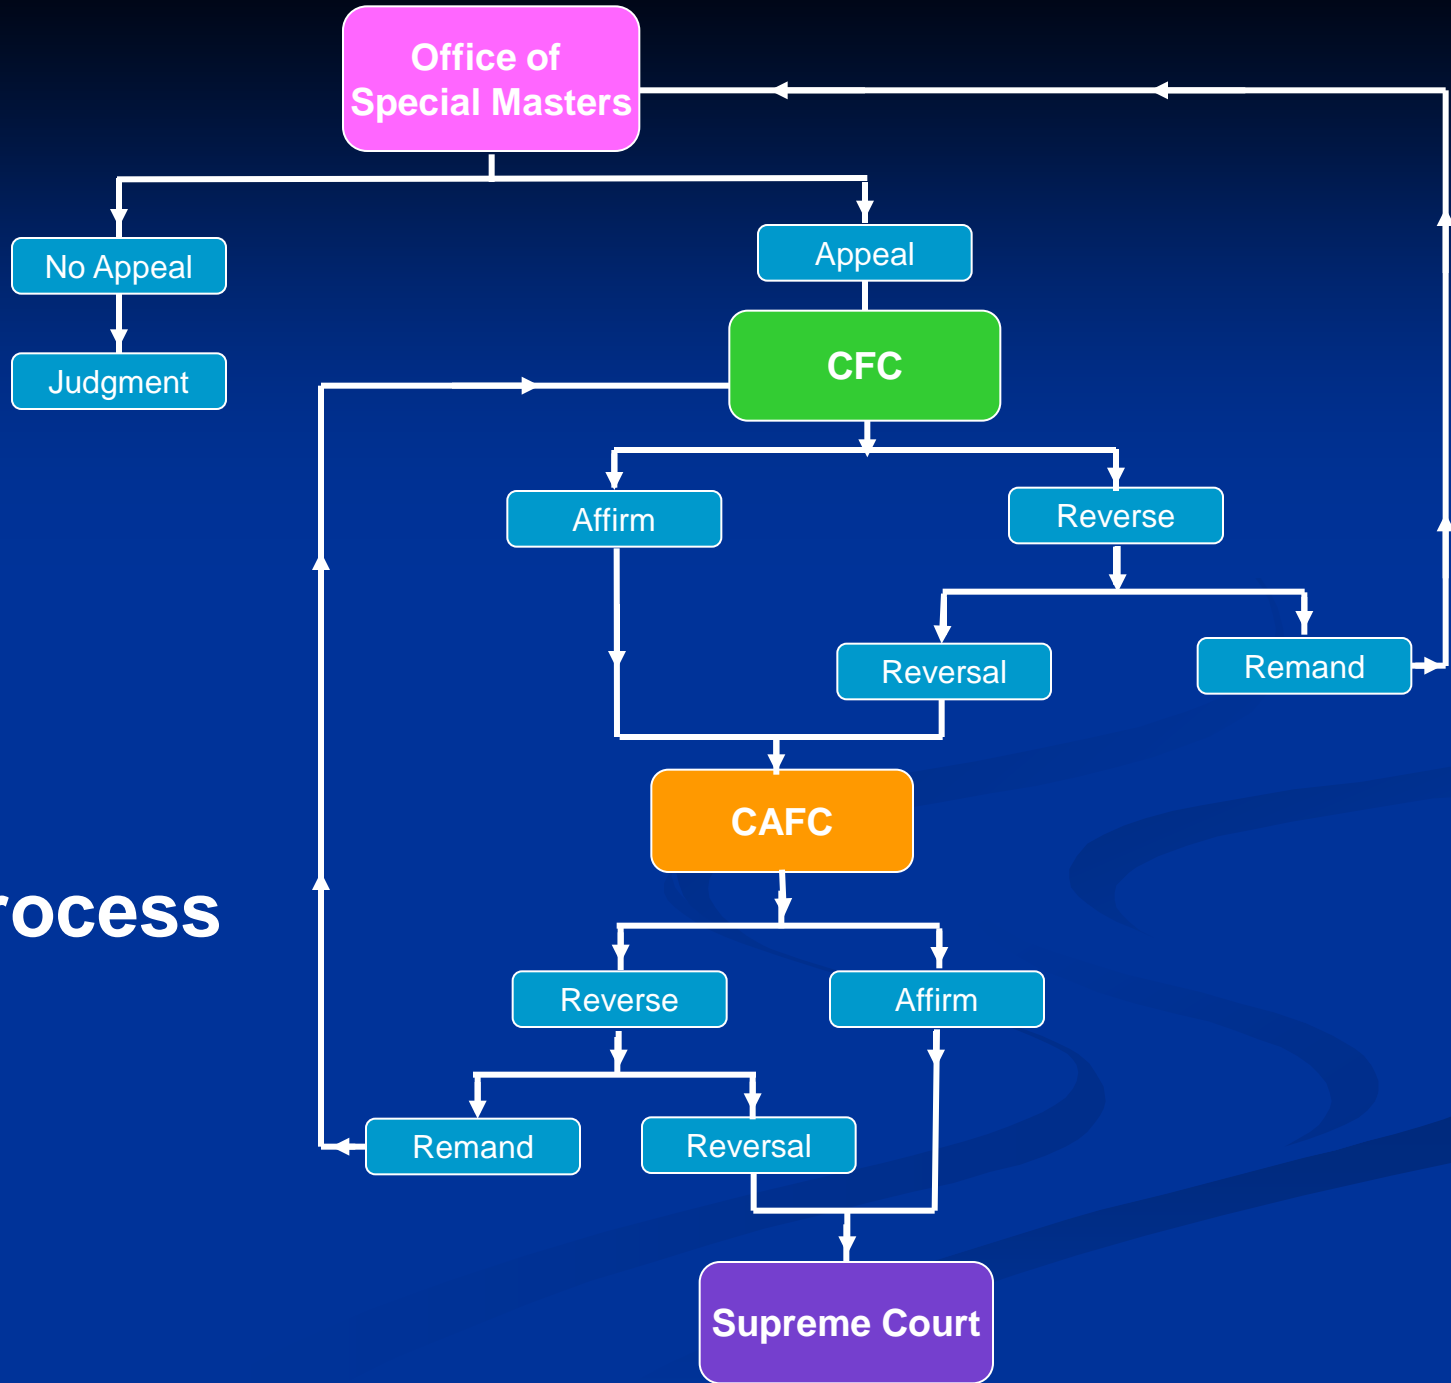 Office of
Special Masters
No Appeal
Appeal
Judgment
CFC
Affirm
Reverse
Reversal
Remand
CAFC
rocess
Reverse
Affirm
Remand
Reversal
Supreme Court